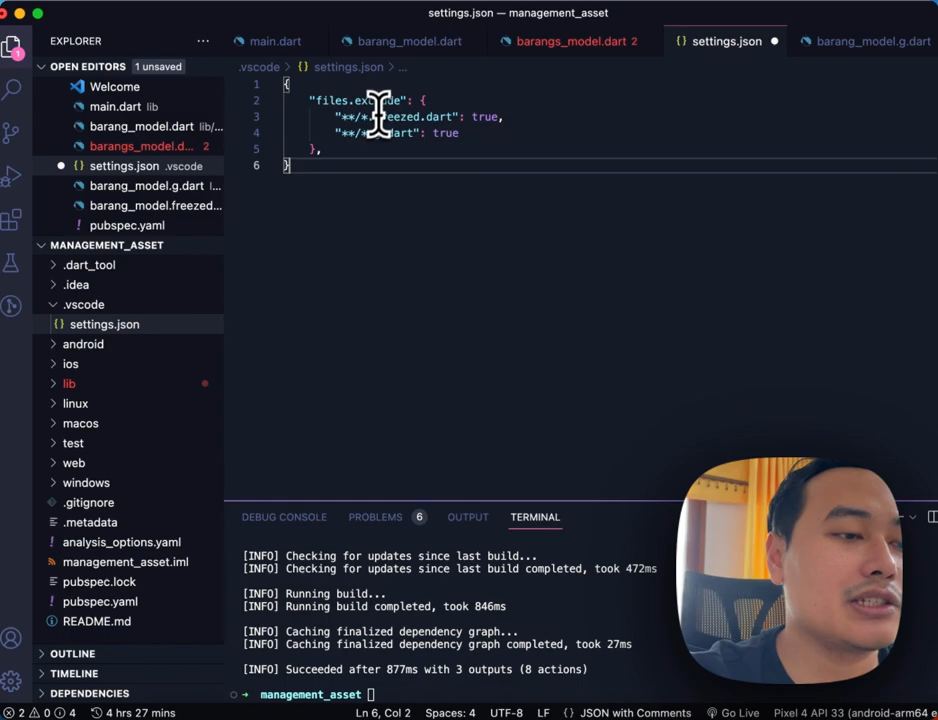 settings.json — management_asset
EXPLORER
main.dart
barang_model.dart
barangs_model.dart 2
{} settings.json
barang_model.g.dart
.vscode > {} settings.json > ...
OPEN EDITORS 1 unsaved
Welcome
main.dart lib
barang_model.dart lib/...
barangs_model.d... 2
{} settings.json .vscode
barang_model.g.dart l...
barang_model.freezed...
! pubspec.yaml
1 {
2 "files.ex de": {
3 "**/*. eezed.dart": true,
4 "**/* art": true
5 },
6 }
MANAGEMENT_ASSET
.dart_tool
.idea
.vscode
{} settings.json
android
ios
lib
linux
macos
test
web
windows
.gitignore
.metadata
analysis_options.yaml
management_asset.iml
pubspec.lock
! pubspec.yaml
README.md
OUTLINE
TIMELINE
DEPENDENCIES
DEBUG CONSOLE PROBLEMS 6 OUTPUT TERMINAL
[INFO] Checking for updates since last build...
[INFO] Checking for updates since last build completed, took 472ms
[INFO] Running build...
[INFO] Running build completed, took 846ms
[INFO] Caching finalized dependency graph...
[INFO] Caching finalized dependency graph completed, took 27ms
[INFO] Succeeded after 877ms with 3 outputs (8 actions)
→ management_asset
1
2 0 4 4 hrs 27 mins Ln 6, Col 2 Spaces: 4 UTF-8 LF {} JSON with Comments Go Live Pixel 4 API 33 (android-arm64 e